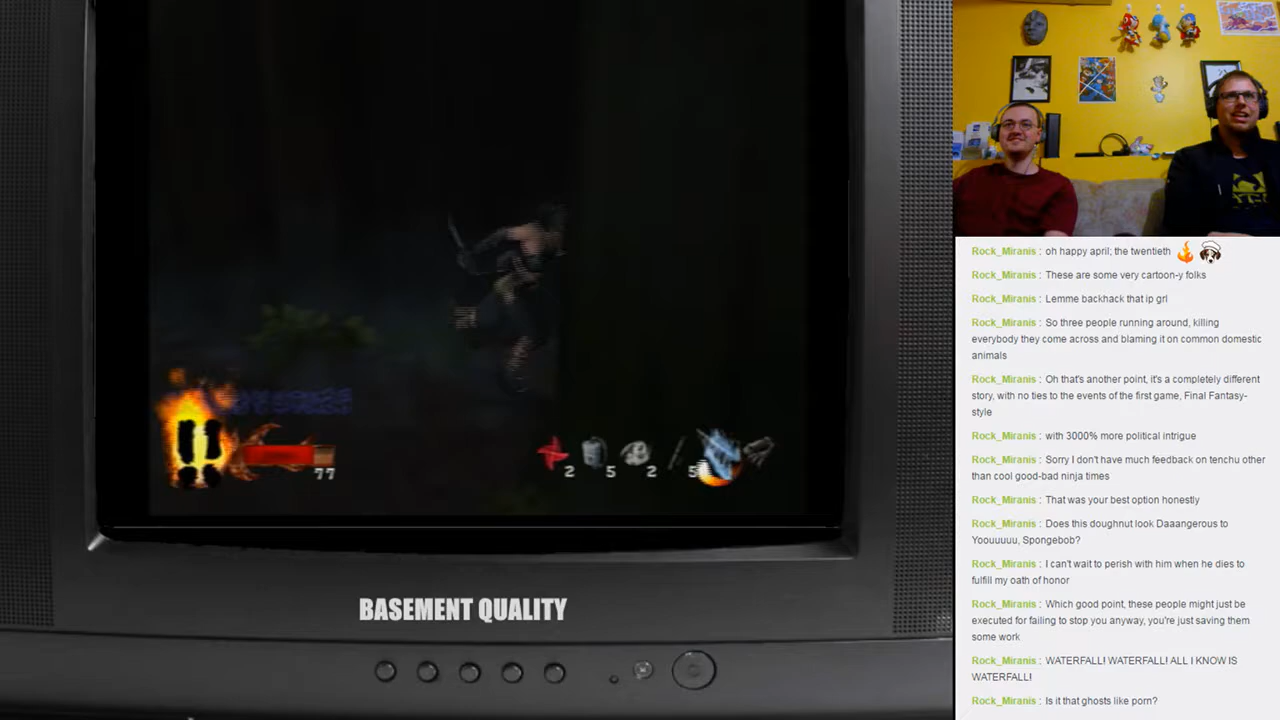 Rock_Miranis : oh happy april; the twentieth
Rock_Miranis : These are some very cartoon-y folks
Rock_Miranis : Lemme backhack that ip grl
Rock_Miranis : So three people running around, killing
everybody they come across and blaming it on common domestic
animals
Rock_Miranis : Oh that's another point, it's a completely different
story, with no ties to the events of the first game, Final Fantasy-
style
Rock_Miranis : with 3000% more political intrigue
Rock_Miranis : Sorry I don't have much feedback on tenchu other
than cool good-bad ninja times
Rock_Miranis : That was your best option honestly
Rock_Miranis : Does this doughnut look Daaangerous to
Yoouuuuu, Spongebob?
Rock_Miranis : I can't wait to perish with him when he dies to
fulfill my oath of honor
Rock_Miranis : Which good point, these people might just be
executed for failing to stop you anyway, you're just saving them
some work
Rock_Miranis : WATERFALL! WATERFALL! ALL I KNOW IS
WATERFALL!
Rock_Miranis : Is it that ghosts like porn?
!!
77
2 5 2 5
BASEMENT QUALITY